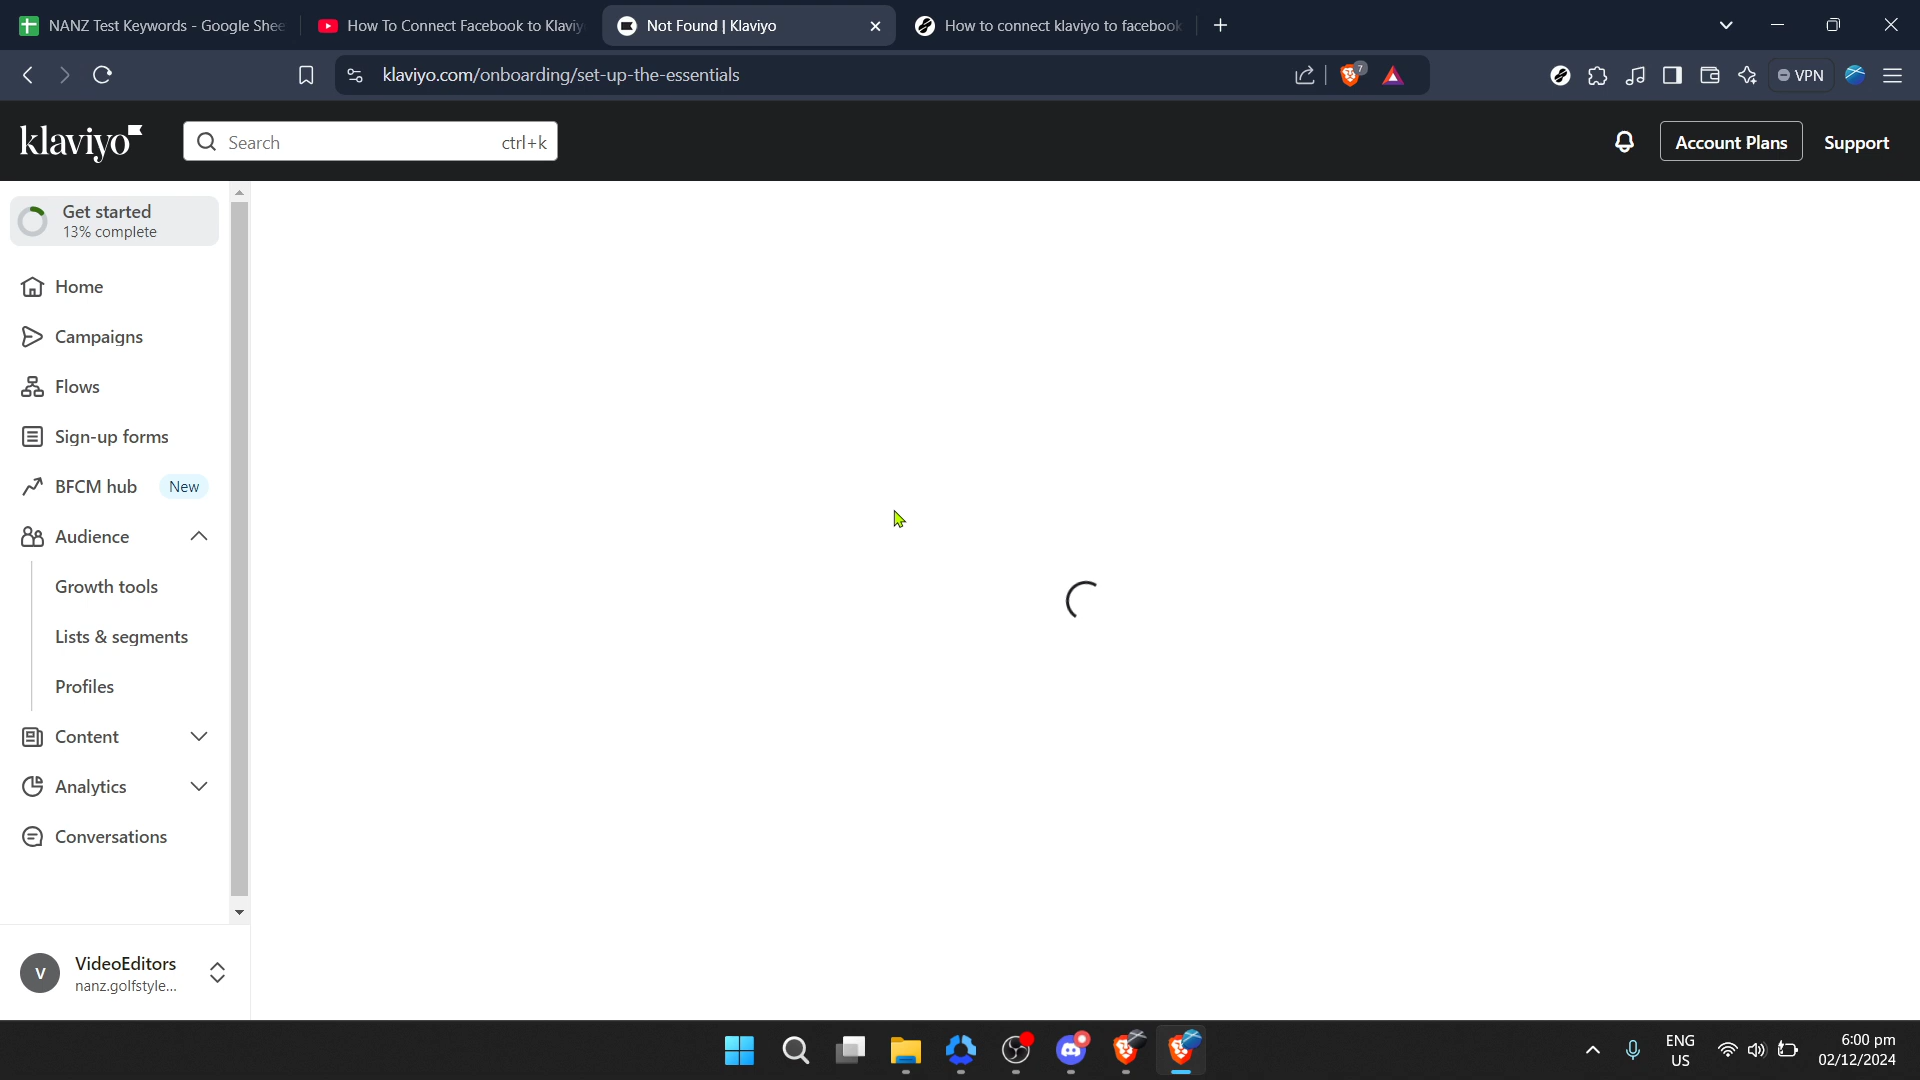 NANZ Test Keywords - Google Shee
How To Connect Facebook to Klaviy
Not Found | Klaviyo
How to connect klaviyo to facebook
klaviyo.com/onboarding/set-up-the-essentials
7
VPN
klaviyo
Search
ctrl+k
Account Plans
Support
Get started
13% complete
Home
Campaigns
Flows
Sign-up forms
BFCM hub
New
Audience
Growth tools
Lists & segments
Profiles
Content
Analytics
Conversations
V
VideoEditors
nanz.golfstyle...
ENG
US
6:00 pm
02/12/2024